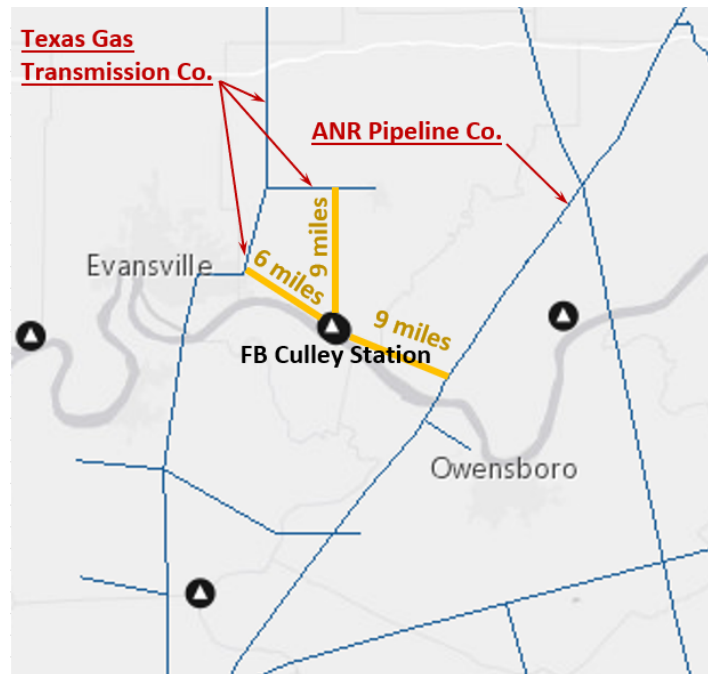 Texas Gas
Transmission Co.
ANR Pipeline Co.
9 miles
Evansville
6 miles
9 miles
FB Culley Station
Owensboro